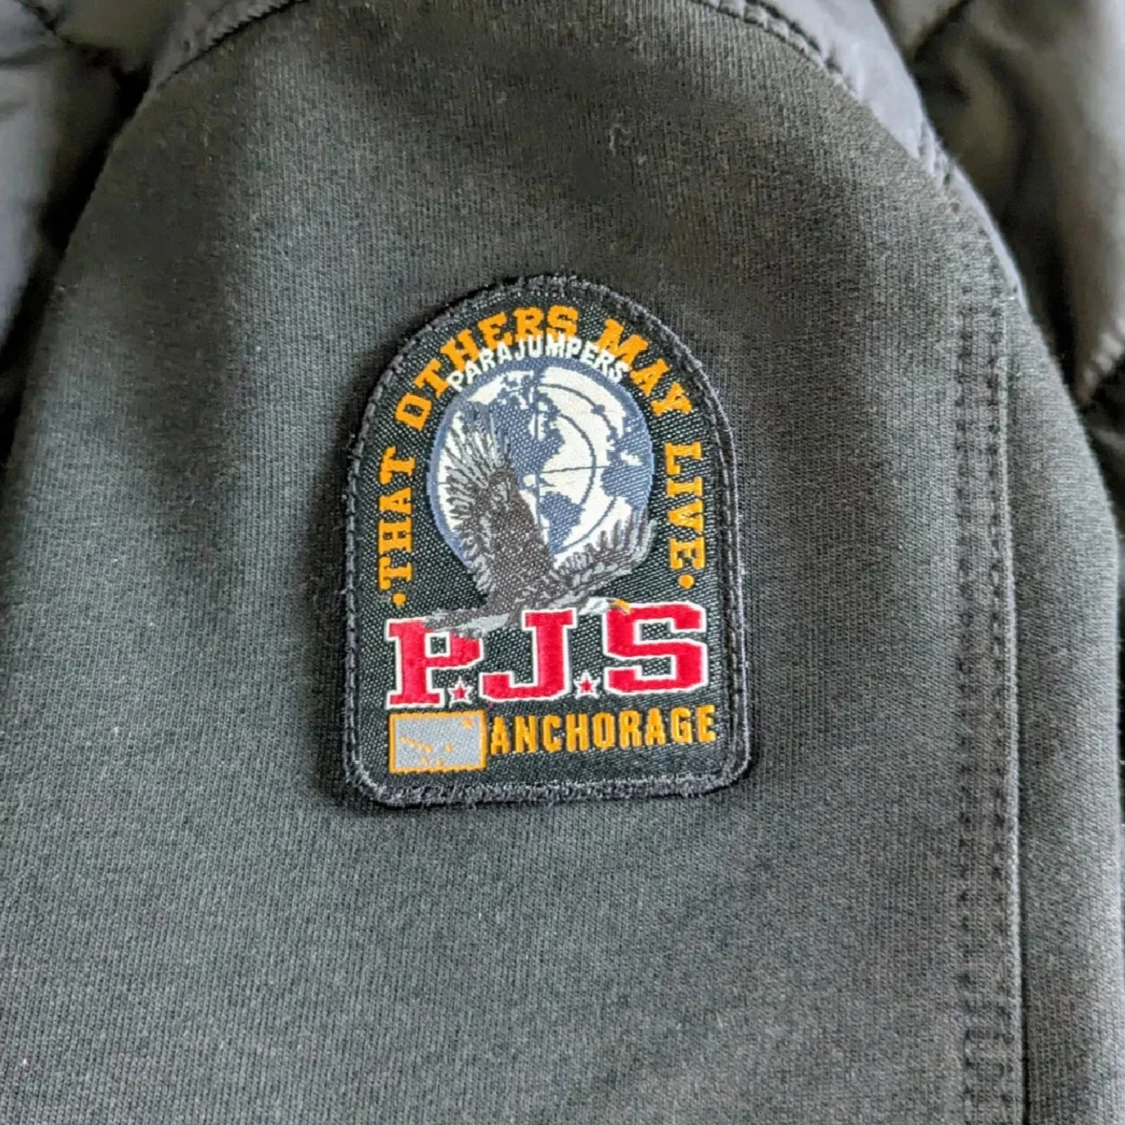 ·THAT OTHERS MAY LIVE·
PARAJUMPERS
P.J.S
ANCHORAGE